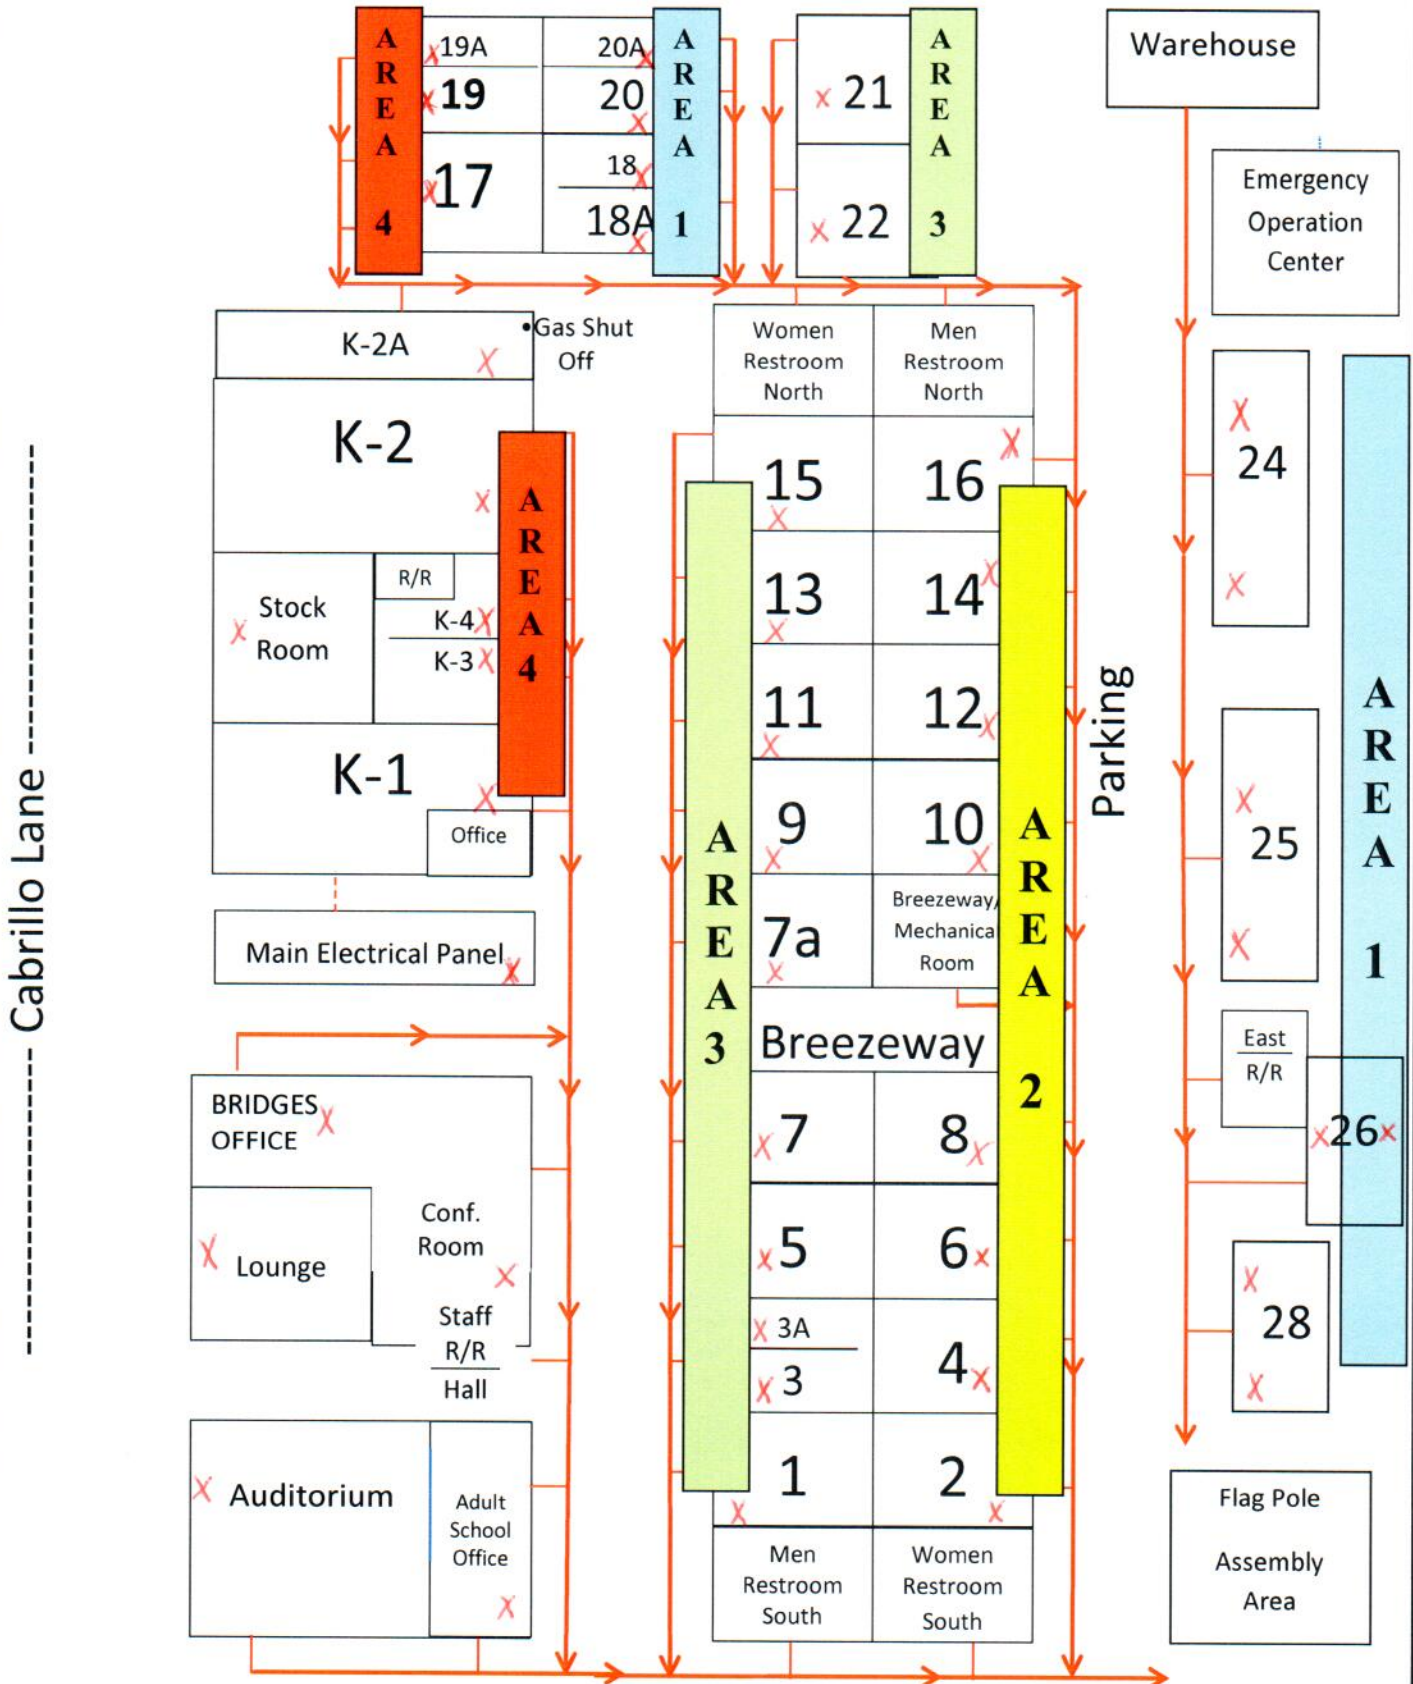 AREA 4
19A
20A
19
20
17
18
18A
AREA 1
21
22
AREA 3
Warehouse
Emergency
Operation
Center
K-2A
•Gas Shut
Off
K-2
AREA 4
R/R
Stock
Room
K-4
K-3
K-1
Office
Main Electrical Panel
Cabrillo Lane
BRIDGES
OFFICE
Lounge
Conf.
Room
Staff
R/R
Hall
Auditorium
Adult
School
Office
Women
Restroom
North
Men
Restroom
North
15
16
13
14
11
12
9
10
7a
Breezeway/
Mechanical
Room
Breezeway
7
8
5
6
3A
3
4
1
2
Men
Restroom
South
Women
Restroom
South
AREA 3
AREA 2
Parking
24
25
East
R/R
26
28
AREA 1
Flag Pole
Assembly
Area